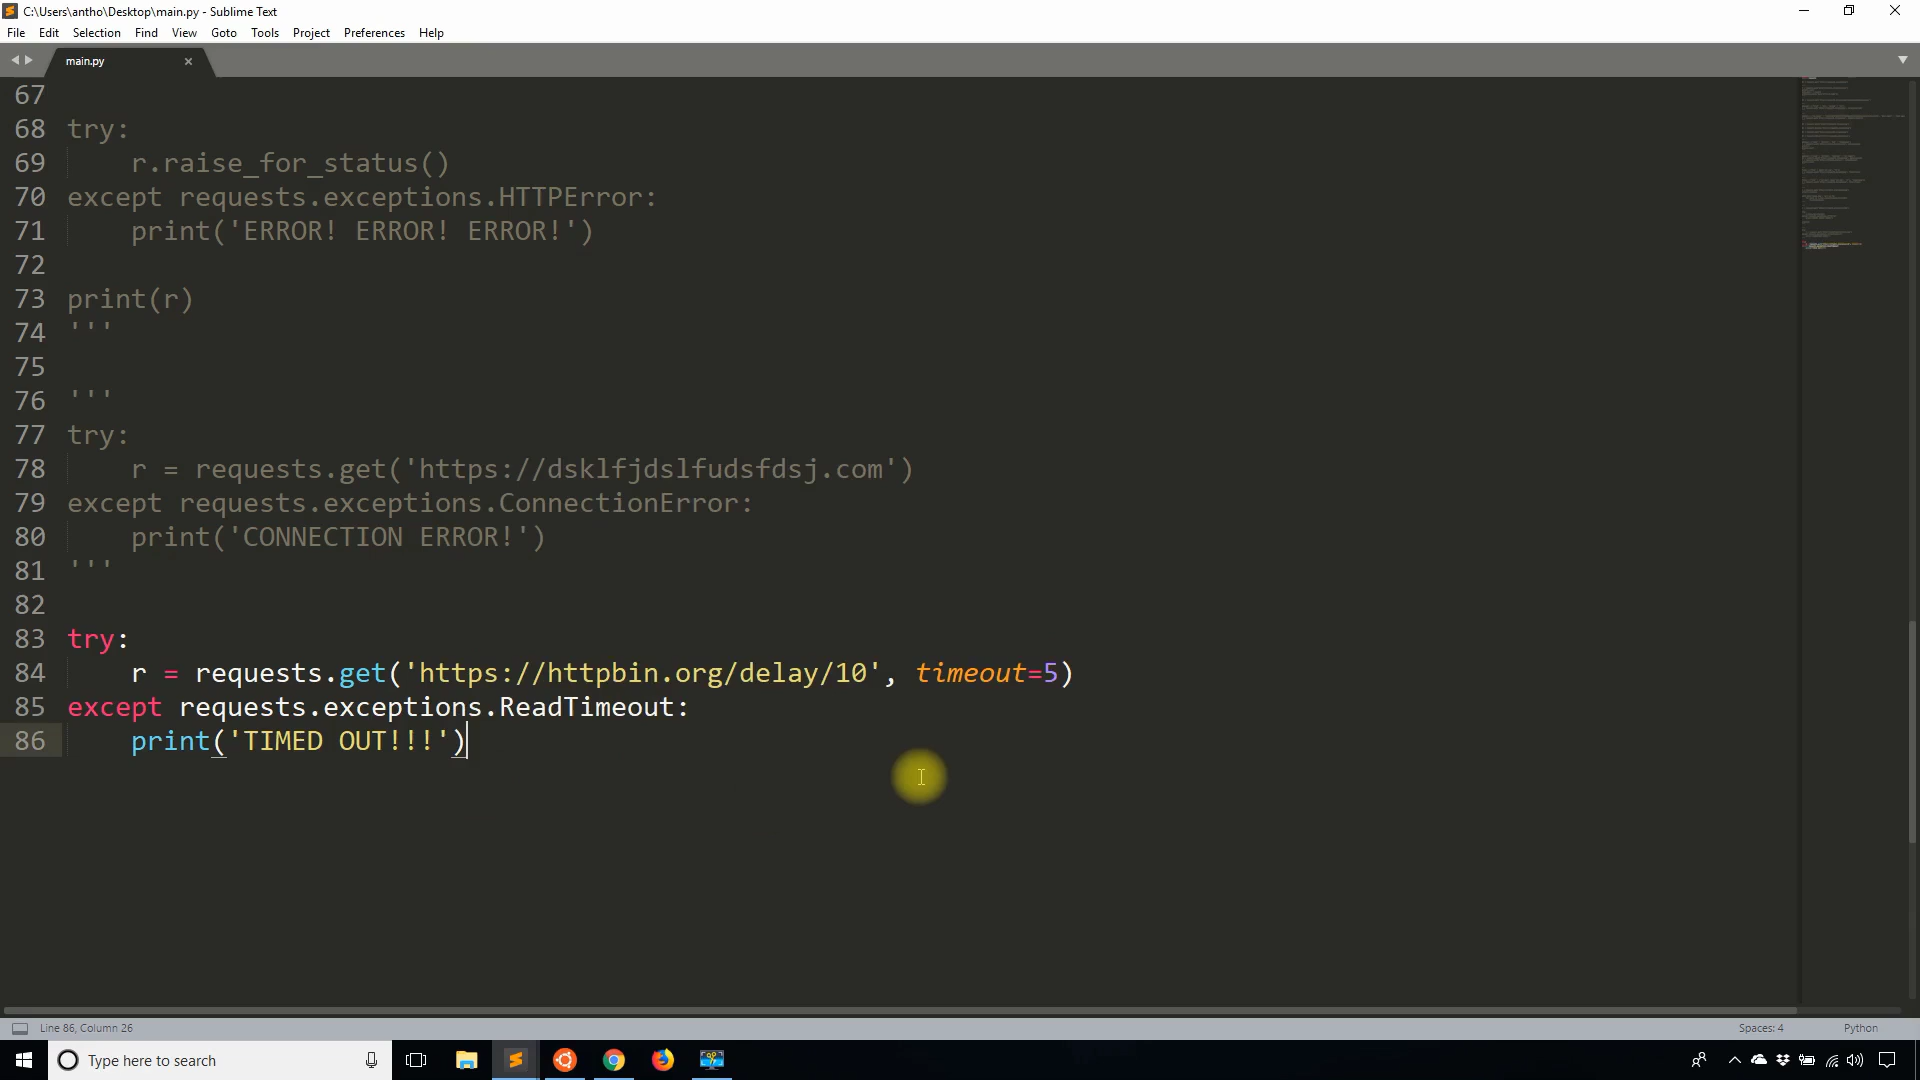 C:\Users\antho\Desktop\main.py - Sublime Text
File Edit Selection Find View Goto Tools Project Preferences Help
main.py
67
68 try:
69 r.raise_for_status()
70 except requests.exceptions.HTTPError:
71 print('ERROR! ERROR! ERROR!')
72
73 print(r)
74 '''
75
76 '''
77 try:
78 r = requests.get('https://dsklfjdslfudsfdsj.com')
79 except requests.exceptions.ConnectionError:
80 print('CONNECTION ERROR!')
81 '''
82
83 try:
84 r = requests.get('https://httpbin.org/delay/10', timeout=5)
85 except requests.exceptions.ReadTimeout:
86 print('TIMED OUT!!!')
Line 86, Column 26 Spaces: 4 Python
Type here to search